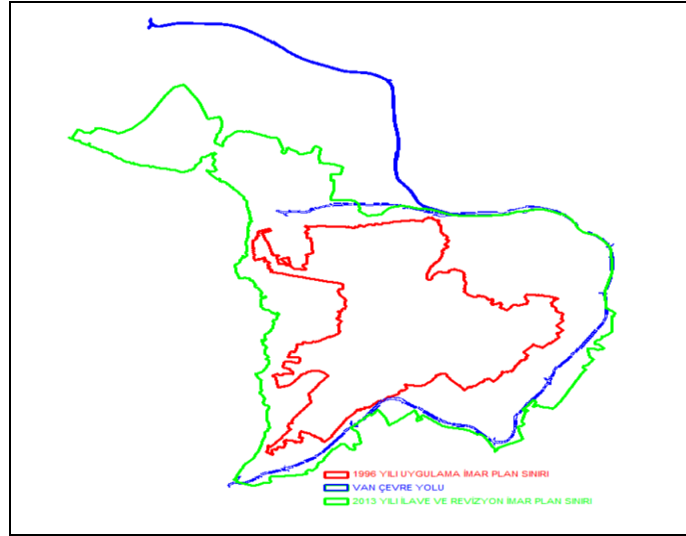 1996 YILI UYGULAMA İMAR PLAN SINIRI
VAN ÇEVRE YOLU
2013 YILI İLAVE VE REVİZYON İMAR PLAN SINIRI